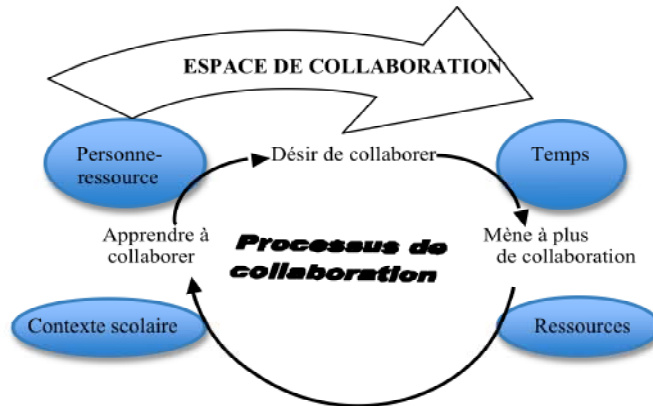 ESPACE DE COLLABORATION
Personne-
ressource
Désir de collaborer
Temps
Apprendre à
collaborer
Processus de
collaboration
Mène à plus
de collaboration
Contexte scolaire
Ressources